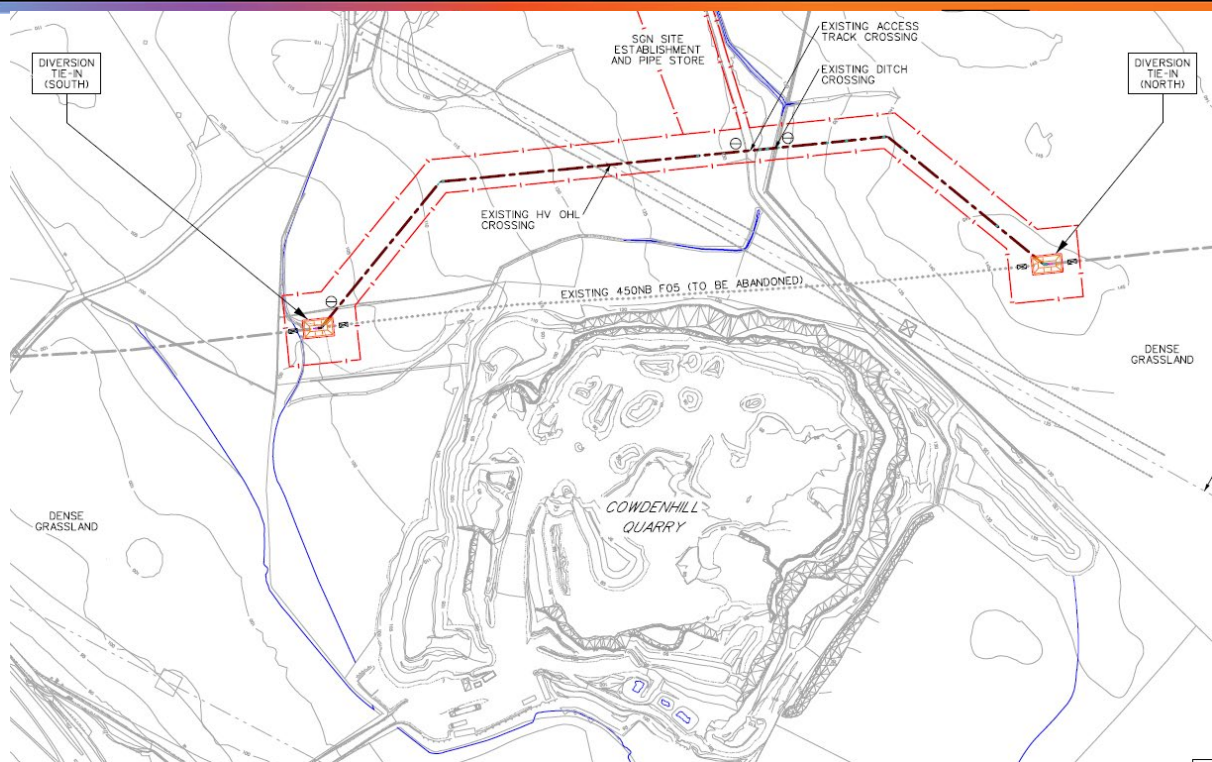 EXISTING ACCESS
TRACK CROSSING
SGN SITE
ESTABLISHMENT
AND PIPE STORE
EXISTING DITCH
CROSSING
DIVERSION
TIE-IN
(SOUTH)
DIVERSION
TIE-IN
(NORTH)
EXISTING HV OHL
CROSSING
EXISTING 450NB F05 (TO BE ABANDONED)
DENSE
GRASSLAND
COWDENHILL
QUARRY
DENSE
GRASSLAND